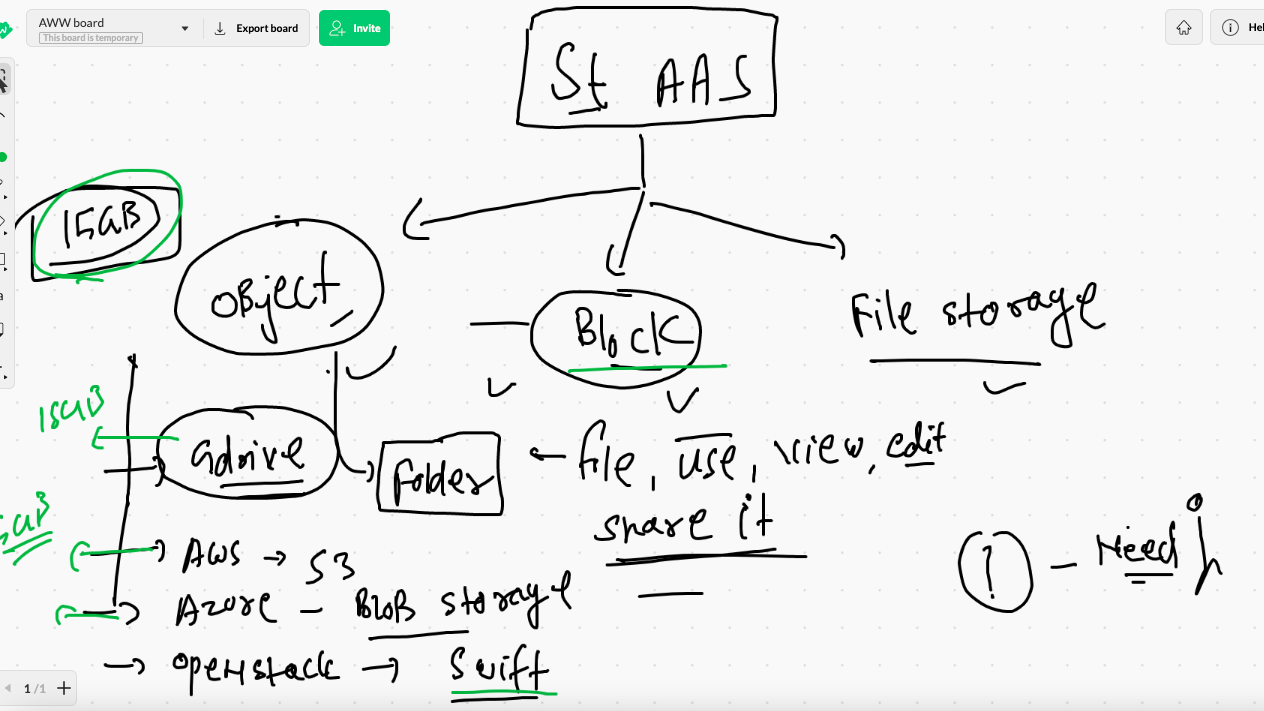 AWW board
This board is temporary
Export board
Invite
Hel
St AAS
15GB
Object
Block
File storage
15GB
Gdrive
Folder
file, use, view, edit
share it
AWS → S3
Azure - BloB storage
Openstack → Swift
1 - Need
1 / 1